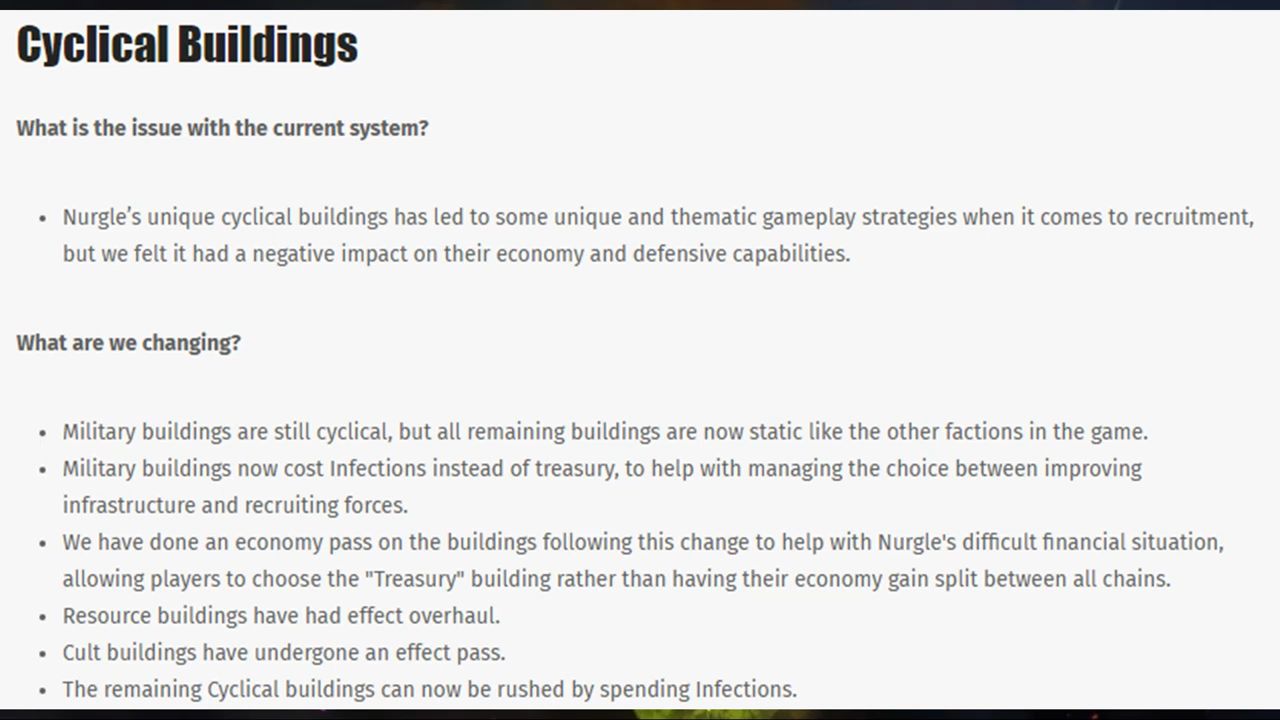 Cyclical Buildings
What is the issue with the current system?
• Nurgle’s unique cyclical buildings has led to some unique and thematic gameplay strategies when it comes to recruitment,
but we felt it had a negative impact on their economy and defensive capabilities.
What are we changing?
• Military buildings are still cyclical, but all remaining buildings are now static like the other factions in the game.
• Military buildings now cost Infections instead of treasury, to help with managing the choice between improving
infrastructure and recruiting forces.
• We have done an economy pass on the buildings following this change to help with Nurgle's difficult financial situation,
allowing players to choose the "Treasury" building rather than having their economy gain split between all chains.
• Resource buildings have had effect overhaul.
• Cult buildings have undergone an effect pass.
• The remaining Cyclical buildings can now be rushed by spending Infections.